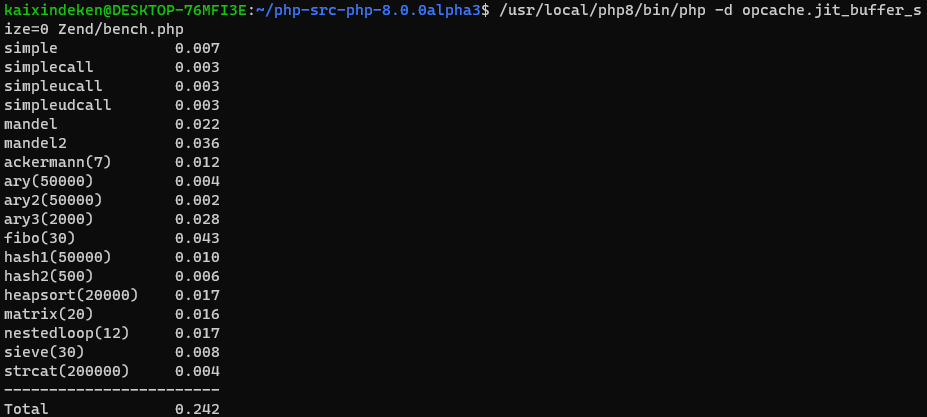 kaixindeken@DESKTOP-76MFI3E:~/php-src-php-8.0.0alpha3$ /usr/local/php8/bin/php -d opcache.jit_buffer_s
ize=0 Zend/bench.php
simple             0.007
simplecall         0.003
simpleucall        0.003
simpleudcall       0.003
mandel             0.022
mandel2            0.036
ackermann(7)       0.012
ary(50000)         0.004
ary2(50000)        0.002
ary3(2000)         0.028
fibo(30)           0.043
hash1(50000)       0.010
hash2(500)         0.006
heapsort(20000)    0.017
matrix(20)         0.016
nestedloop(12)     0.017
sieve(30)          0.008
strcat(200000)     0.004
------------------------
Total              0.242